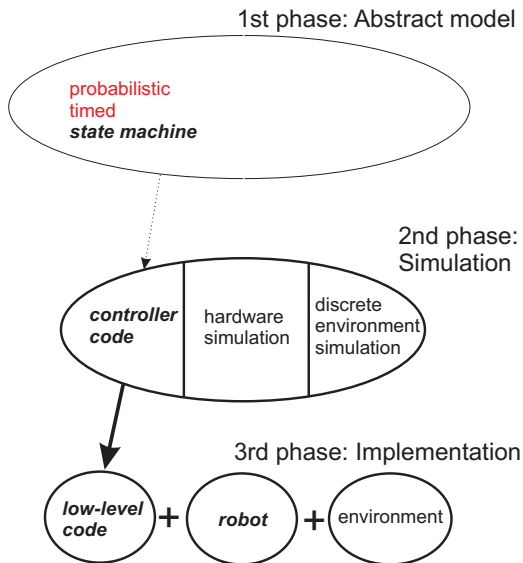 1st phase: Abstract model
probabilistic
timed
state machine
2nd phase:
Simulation
controller
code
hardware
simulation
discrete
environment
simulation
3rd phase: Implementation
low-level
code
+
robot
+
environment